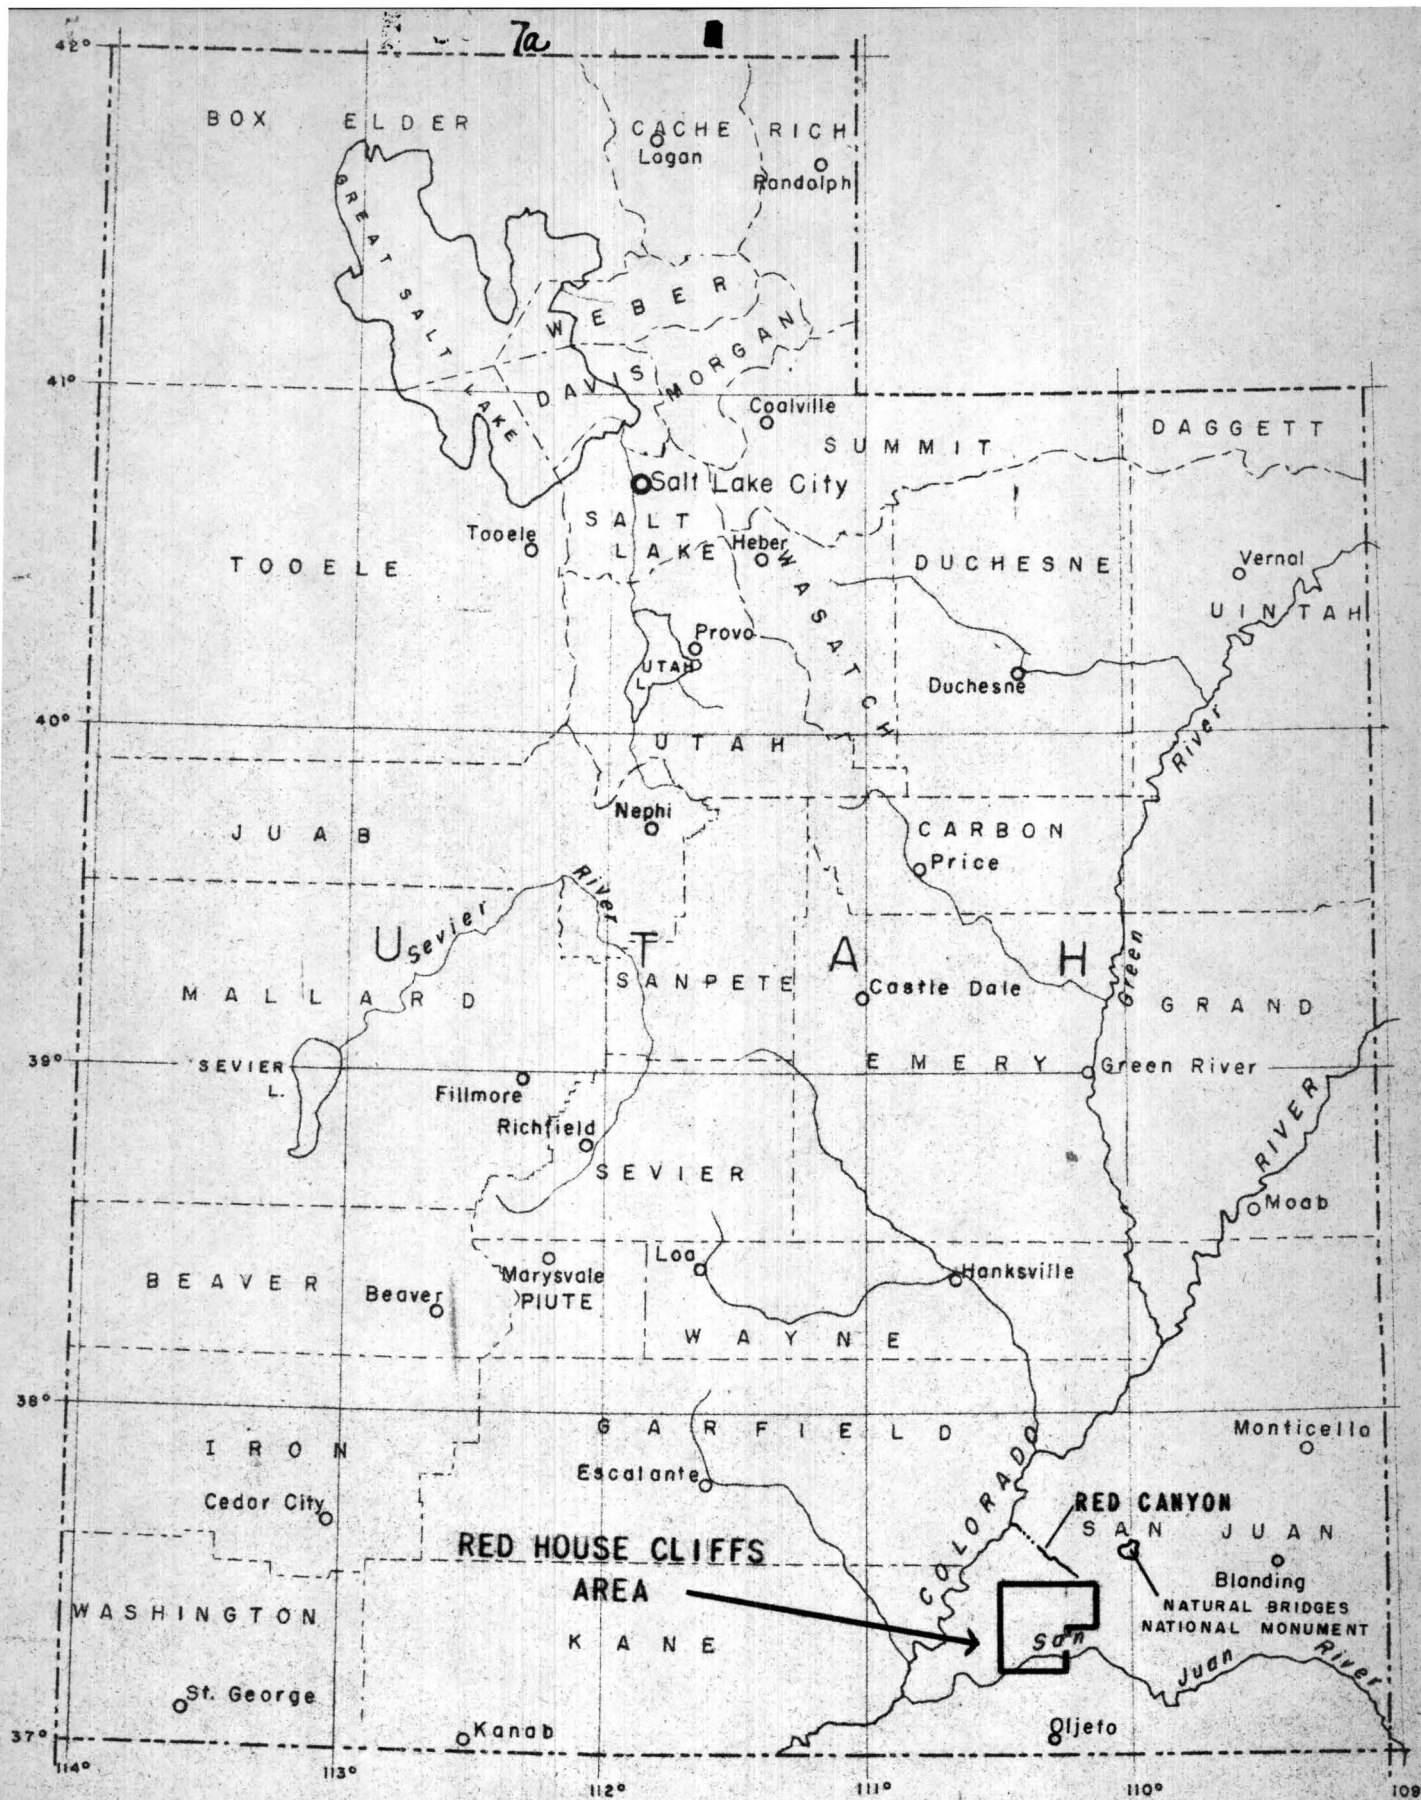 7a
42°
BOX ELDER
CACHE
RICH
Logan
Randolph
GREAT SALT LAKE
WEBER
MORGAN
DAVIS
41°
Coalville
SUMMIT
DAGGETT
Salt Lake City
SALT
LAKE
Tooele
Heber
TOOELE
WASATCH
DUCHESNE
Vernal
UINTAH
Provo
UTAH
L.
Duchesne
40°
UTAH
River
Nephi
JUAB
CARBON
Price
River
Sevier
UTAH
Green
MALLARD
SANPETE
Castle Dale
GRAND
39°
SEVIER
L.
EMERY
Green River
Fillmore
Richfield
RIVER
SEVIER
Moab
Loa
BEAVER
Marysvale
Hanksville
Beaver
PIUTE
WAYNE
38°
GARFIELD
Monticello
IRON
Escalante
COLORADO
Cedar City
RED CANYON
SAN JUAN
RED HOUSE CLIFFS
AREA
Blanding
WASHINGTON
NATURAL BRIDGES
NATIONAL MONUMENT
KANE
San
Juan
River
St. George
Oljeto
Kanab
37°
114°
113°
112°
111°
110°
109